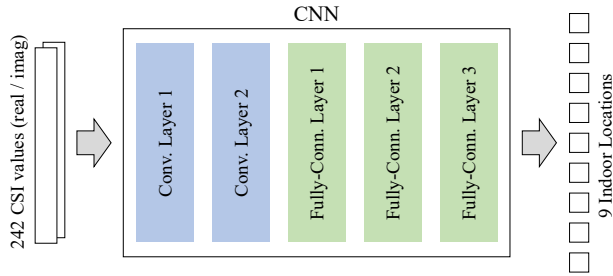 CNN
242 CSI values (real / imag)
Conv. Layer 1
Conv. Layer 2
Fully-Conn. Layer 1
Fully-Conn. Layer 2
Fully-Conn. Layer 3
9 Indoor Locations